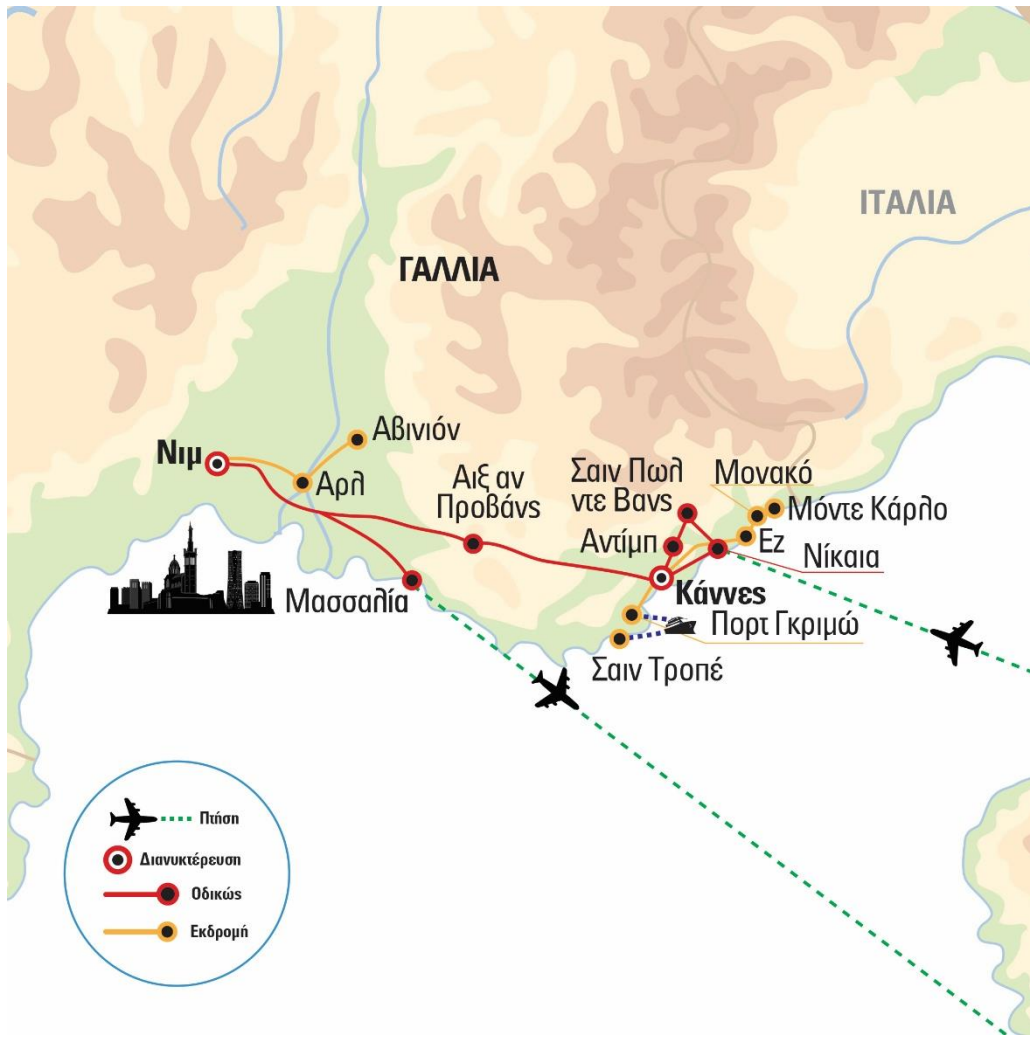 ΙΤΑΛΙΑ
ΓΑΛΛΙΑ
Αβινιόν
Νιμ
Αρλ
Αιξ αν
Προβάνς
Σαιν Πωλ
ντε Βανς
Μονακό
Μόντε Κάρλο
Αντίμπ
Εz
Νίκαια
Κάννες
Μασσαλία
Πορτ Γκριμώ
Σαιν Τροπέ
Πτήση
Διανυκτέρευση
Οδικώς
Εκδρομή